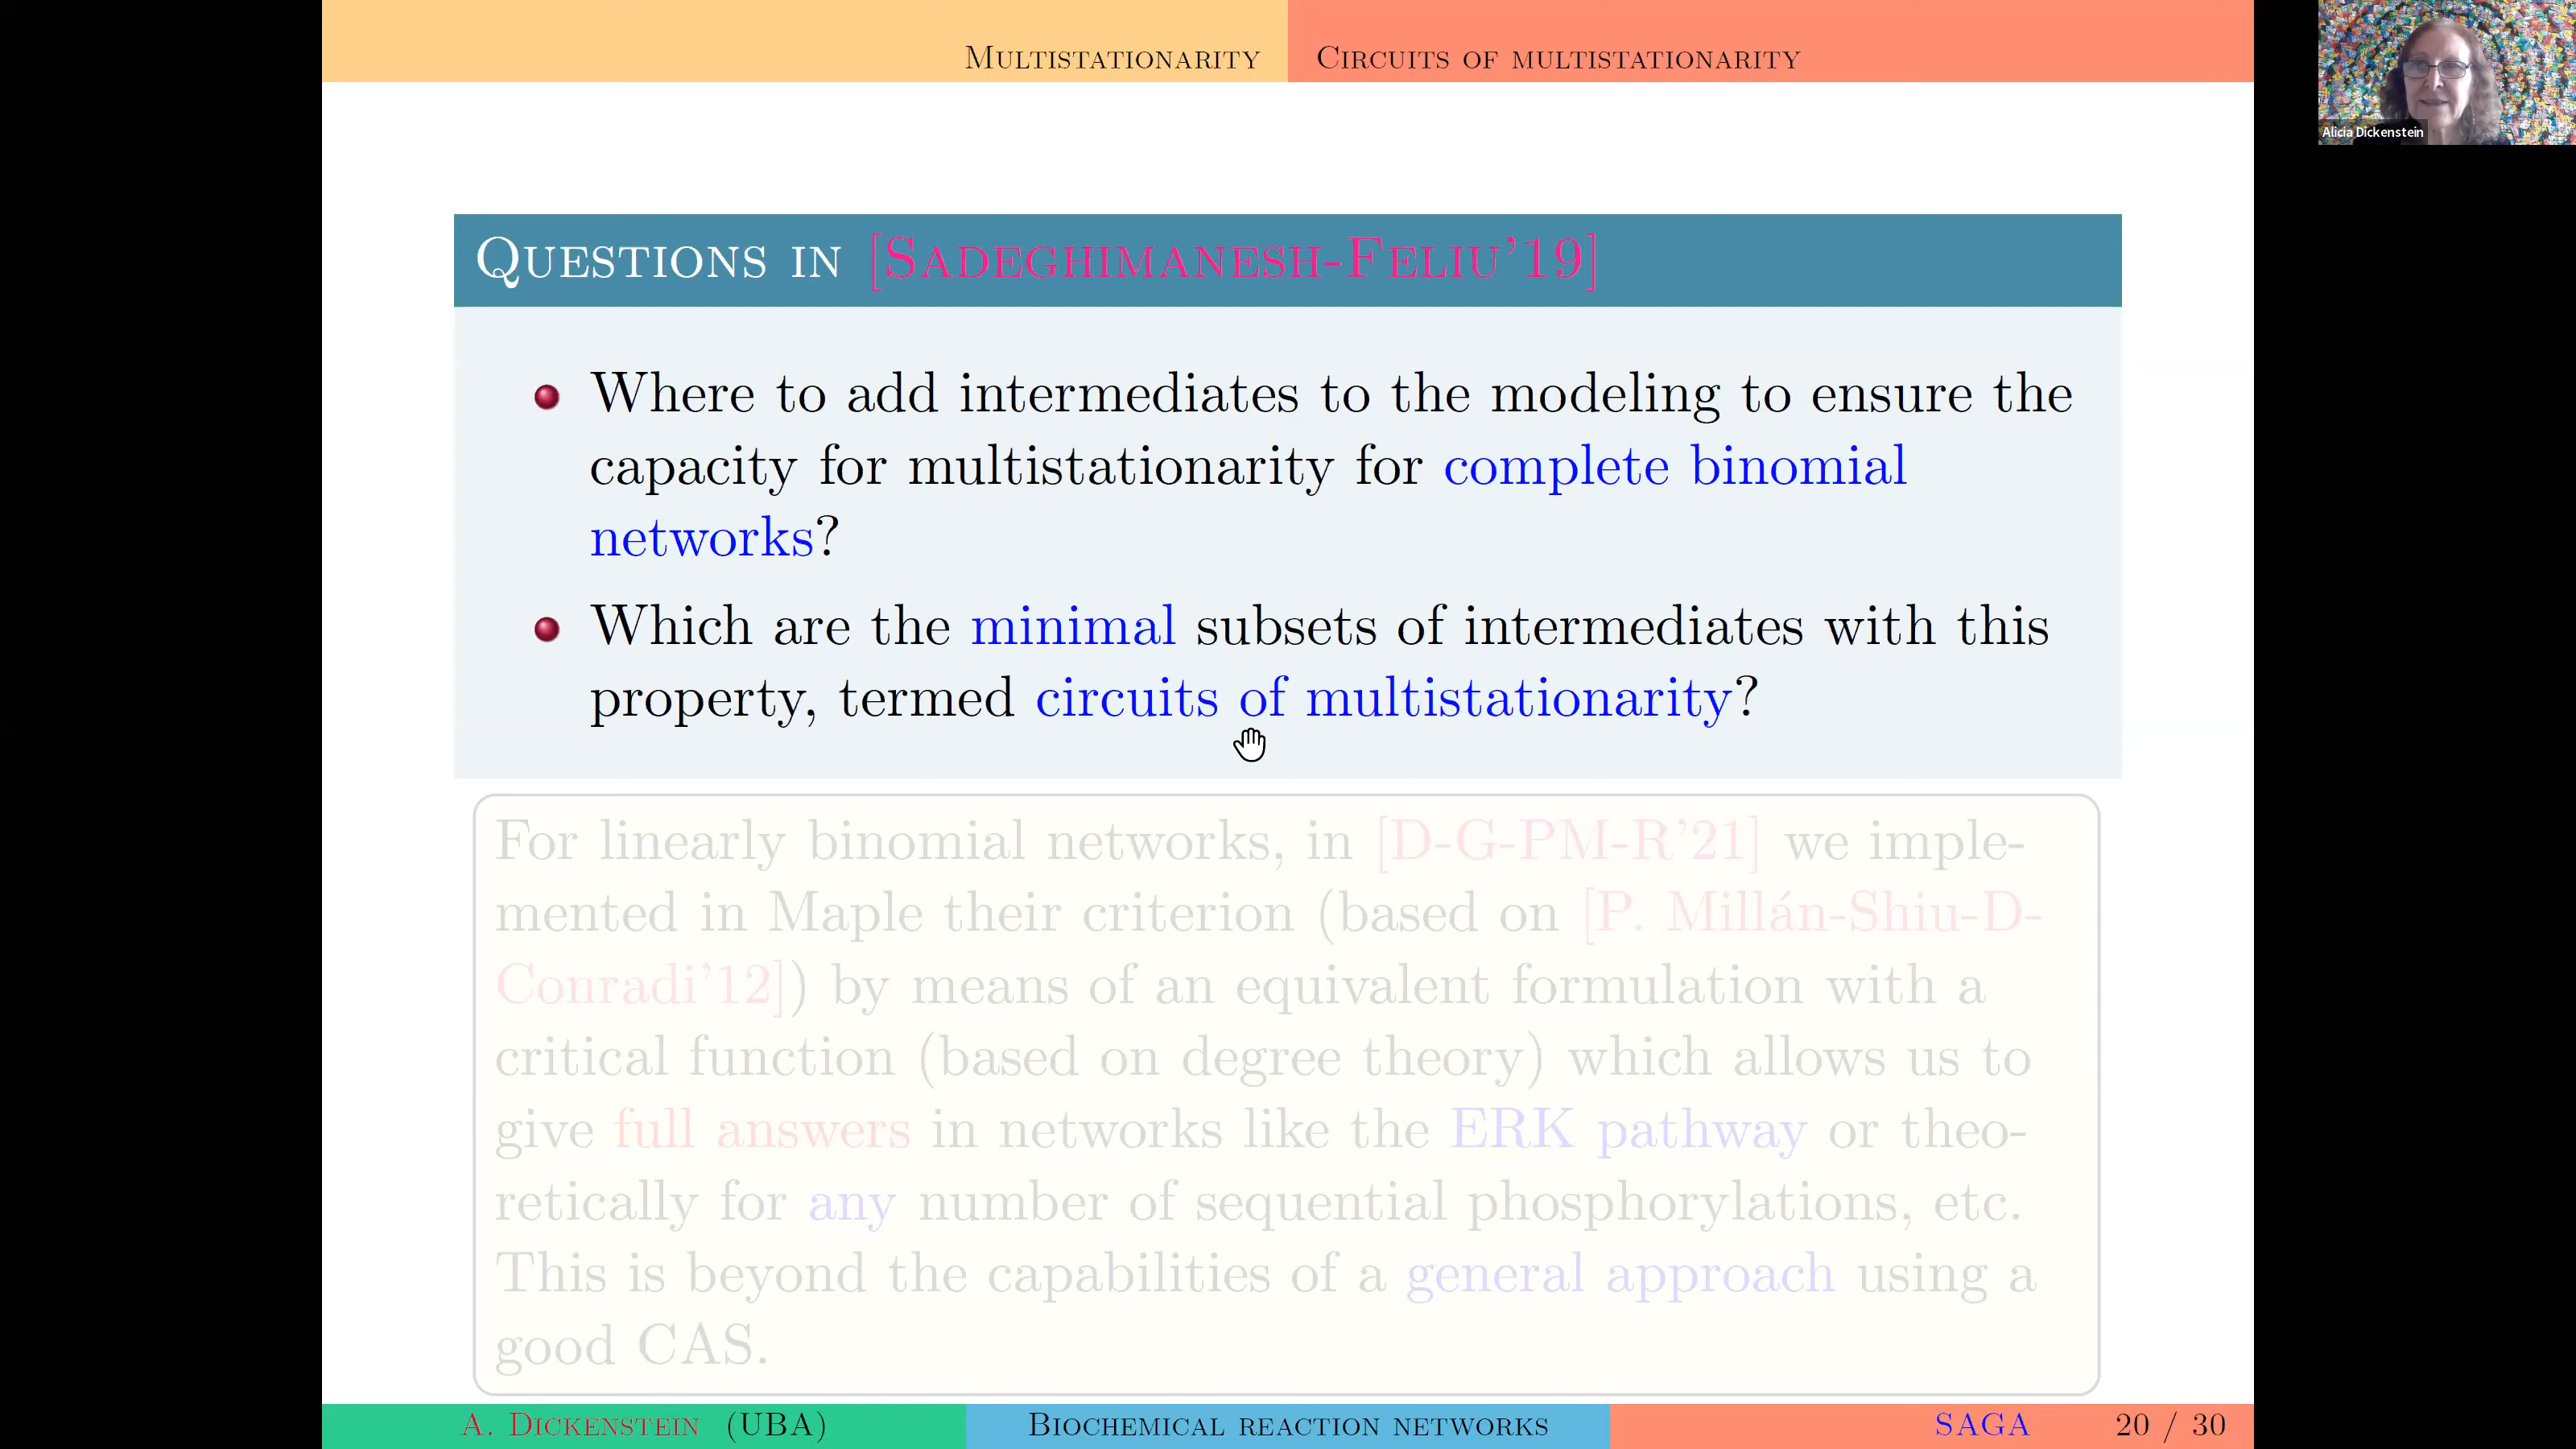 Multistationarity Circuits of multistationarity
Alicia Dickenstein
Questions in [Sadeghimanesh-Feliu'19]
Where to add intermediates to the modeling to ensure the
capacity for multistationarity for complete binomial
networks?
Which are the minimal subsets of intermediates with this
property, termed circuits of multistationarity?
For linearly binomial networks, in [D-G-PM-R'21] we imple-
mented in Maple their criterion (based on [P. Millán-Shiu-D-
Conradi'12]) by means of an equivalent formulation with a
critical function (based on degree theory) which allows us to
give full answers in networks like the ERK pathway or theo-
retically for any number of sequential phosphorylations, etc.
This is beyond the capabilities of a general approach using a
good CAS.
A. Dickenstein (UBA) Biochemical reaction networks SAGA 20 / 30